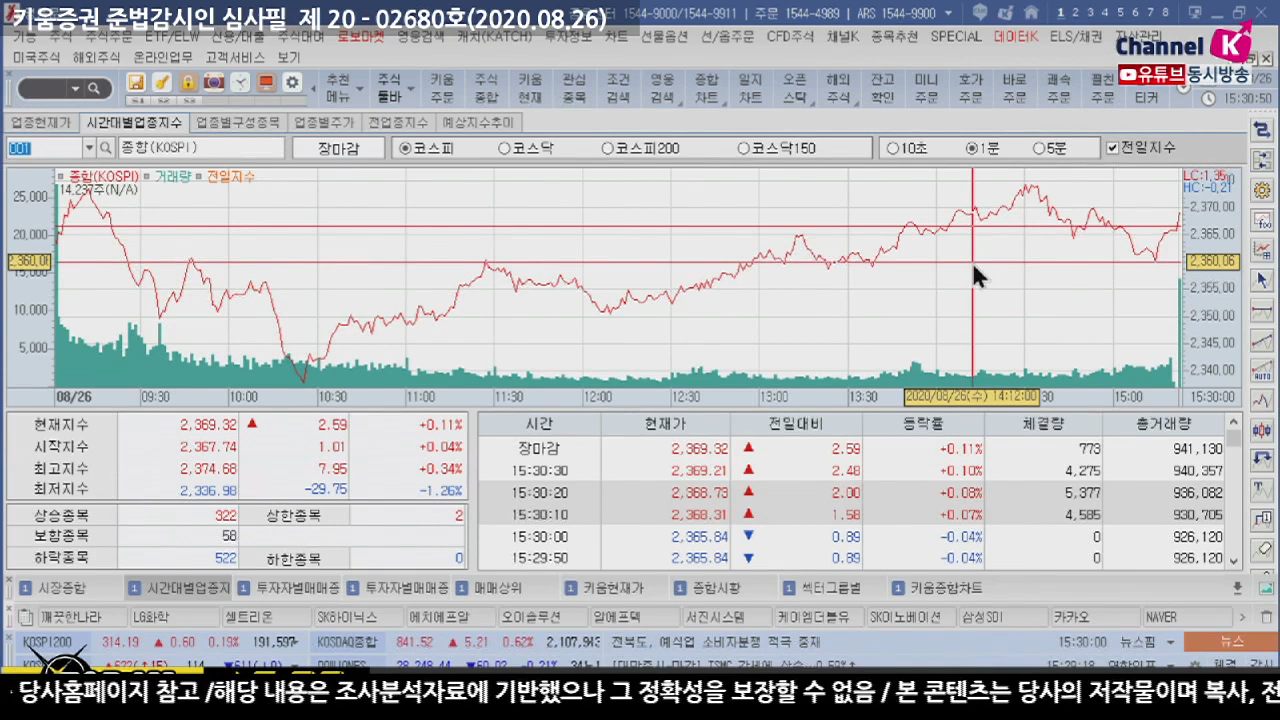 키움증권 준법감시인 심사필 제 20 - 02680호(2020.08.26)
1544-9000/1544-9911 | 주문 1544-4989 | ARS 1544-9900
1 2 3 4 5 6 7 8
기능 주식 주식주문 ETF/ELW 신용/대출 주식대여 로보마켓 영웅검색 캐치(KATCH) 투자정보 차트 선물옵션 선/옵주문 CFD주식 채널K 종목추천 SPECIAL 데이터K ELS/채권 자산관리
미국주식 해외주식 온라인업무 고객서비스 보기
Channel K
유튜브 동시방송
추천 주식 키움 주식 키움 관심 조건 영웅 종합 일지 오픈 해외 잔고 미니 호가 바로 쾌속
메뉴 둘바 주문 종합 현재 종목 검색 검색 차트 차트 스탁 주식 확인 주문 주문 주문 주문 주문 티커
15:30:50
업종현재가 시간대별업종지수 업종별구성종목 업종별주가 전업종지수 예상지수추이
001 종합(KOSPI) 장마감 코스피 코스닥 코스피200 코스닥150 10초 1분 5분 전일지수
종합(KOSPI) 거래량 전일지수
14,237주(N/A)
LC:1,35
HC:-0,21
25,000
20,000
2,360,06
15,000
10,000
5,000
2,370,00
2,365,00
2,360,06
2,355,00
2,350,00
2,345,00
2,340,00
08/26 09:30 10:00 10:30 11:00 11:30 12:00 12:30 13:00 13:30 2020/08/26(수) 14:12:00 30 15:00 15:30:00
현재지수 2,369.32 ▲ 2.59 +0.11%
시작지수 2,367.74 1.01 +0.04%
최고지수 2,374.68 7.95 +0.34%
최저지수 2,336.98 -29.75 -1.26%
상승종목 322 상한종목 2
보합종목 58
하락종목 522 하한종목 0
시간 현재가 전일대비 등락률 체결량 총거래량
장마감 2,369.32 ▲ 2.59 +0.11% 773 941,130
15:30:30 2,369.21 ▲ 2.48 +0.10% 4,275 940,357
15:30:20 2,368.73 ▲ 2.00 +0.08% 5,377 936,082
15:30:10 2,368.31 ▲ 1.58 +0.07% 4,585 930,705
15:30:00 2,365.84 ▼ 0.89 -0.04% 0 926,120
15:29:50 2,365.84 ▼ 0.89 -0.04% 0 926,120
1 시장종합 1 시간대별업종지 1 투자자별매매종 1 투자자별매매종 1 매매상위 1 키움현재가 1 종합시황 1 섹터그룹별 1 키움종합차트
깨끗한나라 LG화학 셀트리온 SK하이닉스 에치에프알 오이솔루션 알에프텍 서진시스템 케이엠더블유 SK이노베이션 삼성SDI 카카오 NAVER
KOSPI200 314.19 ▲ 0.60 0.19% 191,597 KOSDAQ종합 841.52 ▲ 5.21 0.62% 2,107,943 전북도, 예식업 소비자분쟁 적극 중재 15:30:00 뉴스핌 뉴스
당사홈페이지 참고 /해당 내용은 조사분석자료에 기반했으나 그 정확성을 보장할 수 없음 / 본 콘텐츠는 당사의 저작물이며 복사, 전